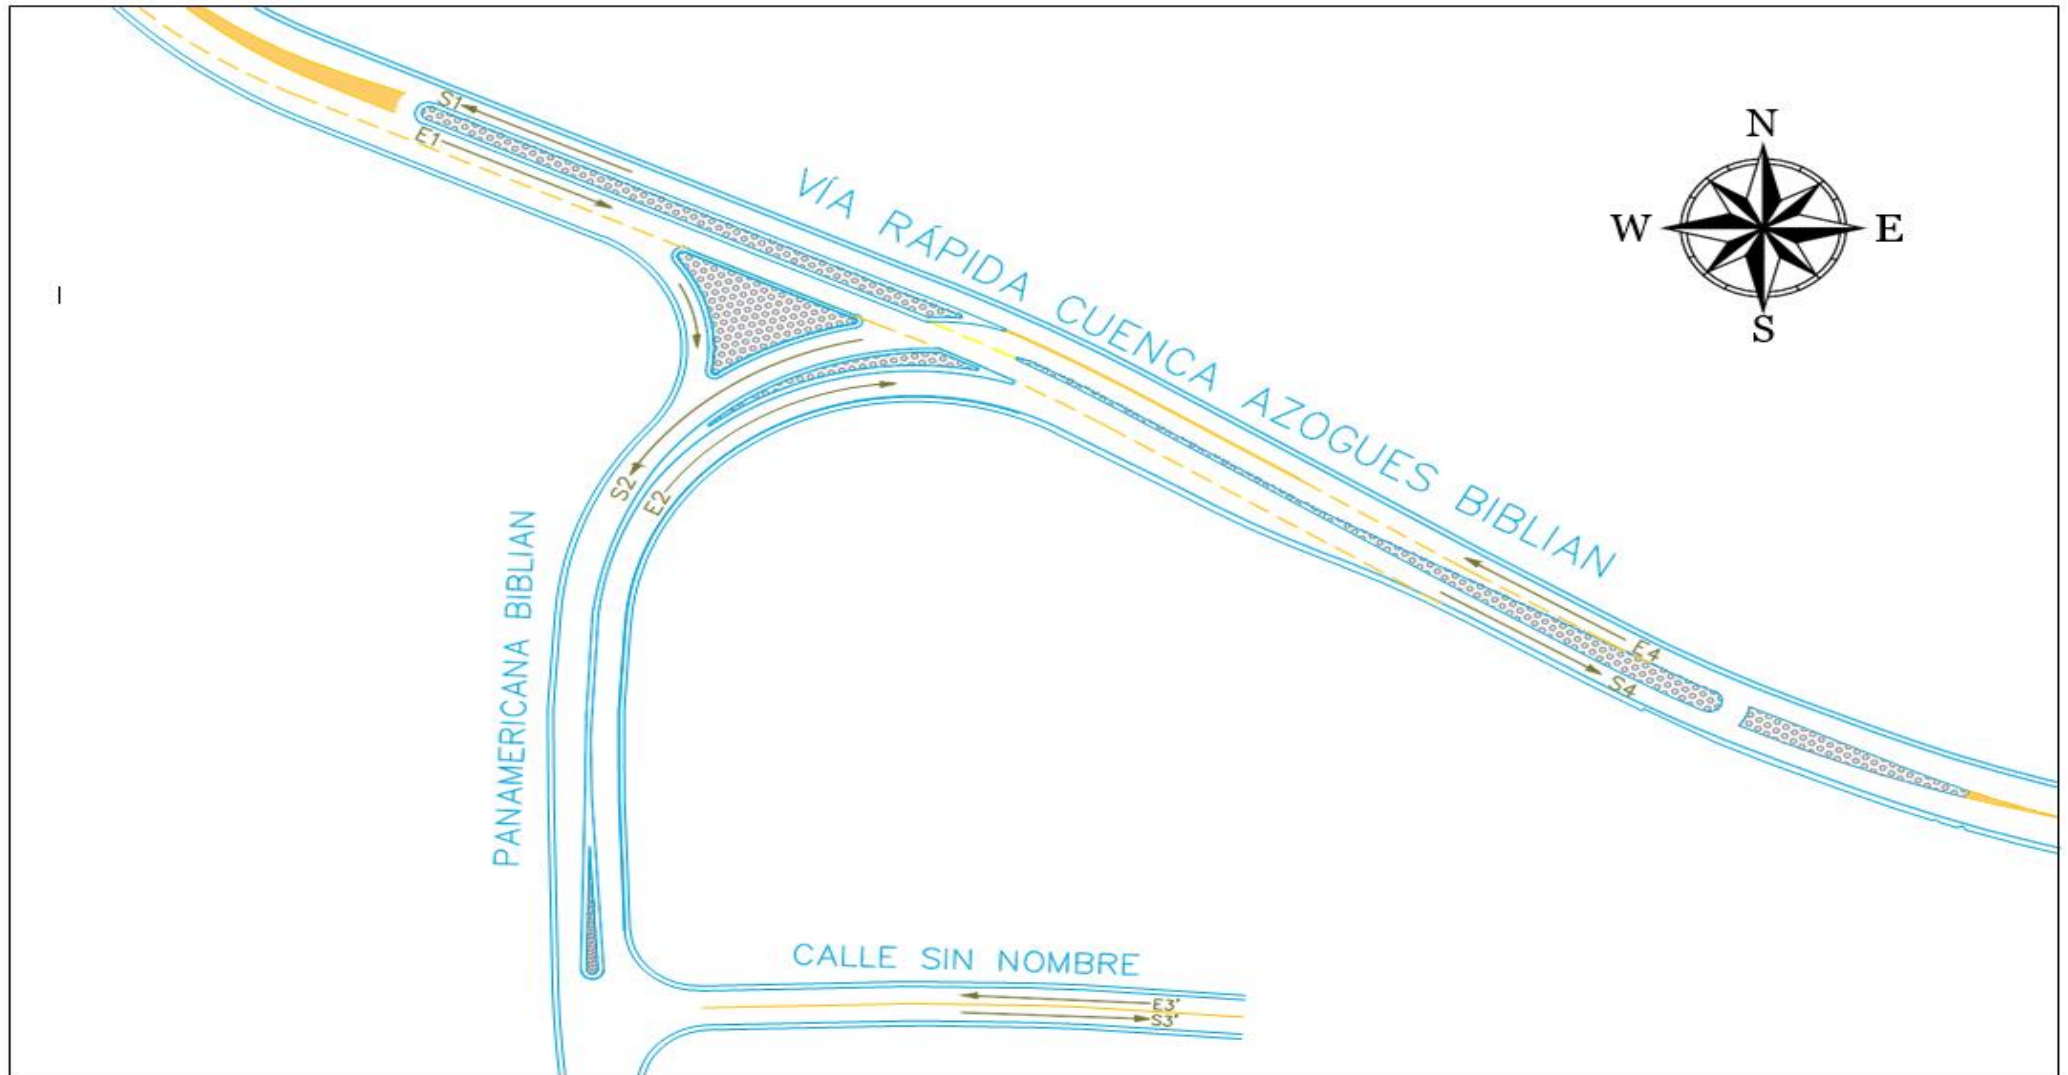 S1
E1
N
W
E
S
VÍA RÁPIDA CUENCA AZOGUES BIBLIAN
S2
E2
PANAMERICANA BIBLIAN
E4
S4
CALLE SIN NOMBRE
E3'
S3'